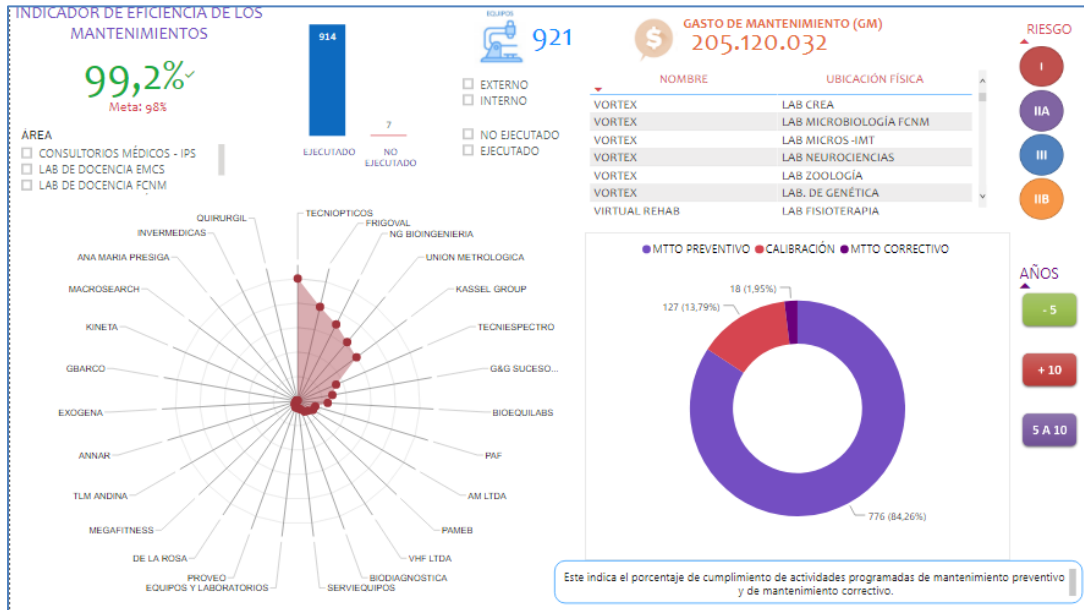 INDICADOR DE EFICIENCIA DE LOS
MANTENIMIENTOS
99,2%
Meta: 98%
ÁREA
CONSULTORIOS MÉDICOS - IPS
LAB DE DOCENCIA EMCS
LAB DE DOCENCIA FCNM
914
7
EJECUTADO
NO
EJECUTADO
EQUIPOS
921
EXTERNO
INTERNO
NO EJECUTADO
EJECUTADO
GASTO DE MANTENIMIENTO (GM)
205.120.032
NOMBRE UBICACIÓN FÍSICA
VORTEX LAB CREA
VORTEX LAB MICROBIOLOGÍA FCNM
VORTEX LAB MICROS -IMT
VORTEX LAB NEUROCIENCIAS
VORTEX LAB ZOOLOGÍA
VORTEX LAB. DE GENÉTICA
VIRTUAL REHAB LAB FISIOTERAPIA
RIESGO
I
IIA
III
IIB
TECNIOPTICOS
FRIGOVAL
NG BIOINGENIERIA
UNION METROLOGICA
KASSEL GROUP
TECNIESPECTRO
G&G SUCESO...
BIOEQUILABS
PAF
AM LTDA
PAMEB
VHF LTDA
BIODIAGNOSTICA
SERVIEQUIPOS
EQUIPOS Y LABORATORIOS
PROVEO
DE LA ROSA
MEGAFITNESS
TLM ANDINA
ANNAR
EXOGENA
GBARCO
KINETA
MACROSEARCH
ANA MARIA PRESIGA
INVERMEDICAS
QUIRURGIL
MTTO PREVENTIVO CALIBRACIÓN MTTO CORRECTIVO
18 (1,95%)
127 (13,79%)
776 (84,26%)
AÑOS
- 5
+ 10
5 A 10
Este indica el porcentaje de cumplimiento de actividades programadas de mantenimiento preventivo
y de mantenimiento correctivo.